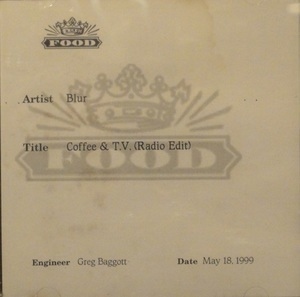 FOOD
Artist Blur
FOOD
Title Coffee & T.V. (Radio Edit)
Engineer Greg Baggott Date May 18, 1999